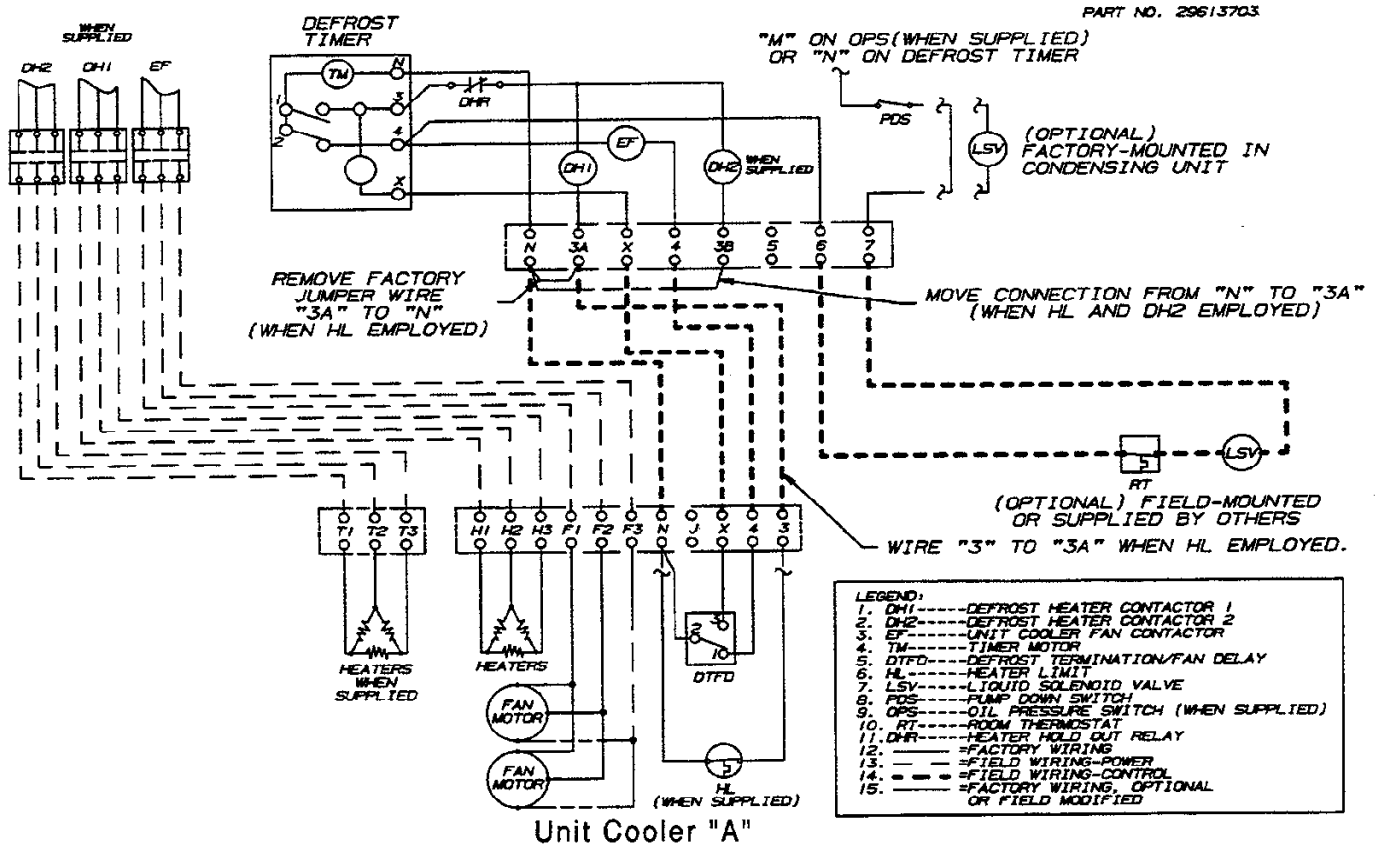 PART NO. 29613703
WHEN
SUPPLIED
DH2
DH1
EF
DEFROST
TIMER
TM
N
1
3
DHR
2
4
X
EF
DH1
DH2
WHEN
SUPPLIED
"M" ON OPS(WHEN SUPPLIED)
OR "N" ON DEFROST TIMER
PDS
LSV
(OPTIONAL)
FACTORY-MOUNTED IN
CONDENSING UNIT
N
3A
X
4
3B
5
6
7
REMOVE FACTORY
JUMPER WIRE
"3A" TO "N"
(WHEN HL EMPLOYED)
MOVE CONNECTION FROM "N" TO "3A"
(WHEN HL AND DH2 EMPLOYED)
RT
LSV
(OPTIONAL) FIELD-MOUNTED
OR SUPPLIED BY OTHERS
WIRE "3" TO "3A" WHEN HL EMPLOYED.
T1
T2
T3
H1
H2
H3
F1
F2
F3
N
J
X
4
3
HEATERS
WHEN
SUPPLIED
HEATERS
3
2
1
DTFD
FAN
MOTOR
FAN
MOTOR
HL
(WHEN SUPPLIED)
Unit Cooler "A"
LEGEND:
1. DH1-----DEFROST HEATER CONTACTOR 1
2. DH2-----DEFROST HEATER CONTACTOR 2
3. EF------UNIT COOLER FAN CONTACTOR
4. TM------TIMER MOTOR
5. DTFD----DEFROST TERMINATION/FAN DELAY
6. HL------HEATER LIMIT
7. LSV-----LIQUID SOLENOID VALVE
8. PDS-----PUMP DOWN SWITCH
9. OPS-----OIL PRESSURE SWITCH (WHEN SUPPLIED)
10. RT-----ROOM THERMOSTAT
11. DHR-----HEATER HOLD OUT RELAY
12. =FACTORY WIRING
13. =FIELD WIRING-POWER
14. =FIELD WIRING-CONTROL
15. =FACTORY WIRING, OPTIONAL
OR FIELD MODIFIED